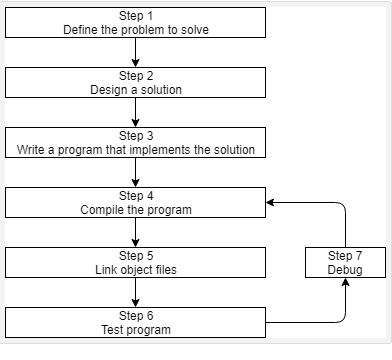 Step 1
Define the problem to solve
Step 2
Design a solution
Step 3
Write a program that implements the solution
Step 4
Compile the program
Step 5
Link object files
Step 7
Debug
Step 6
Test program